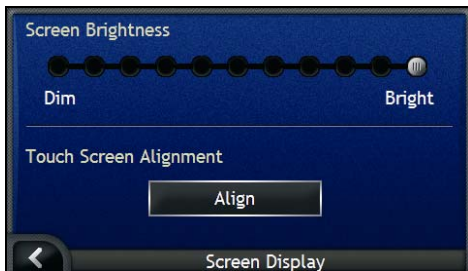 Screen Brightness
Dim Bright
Touch Screen Alignment
Align
Screen Display